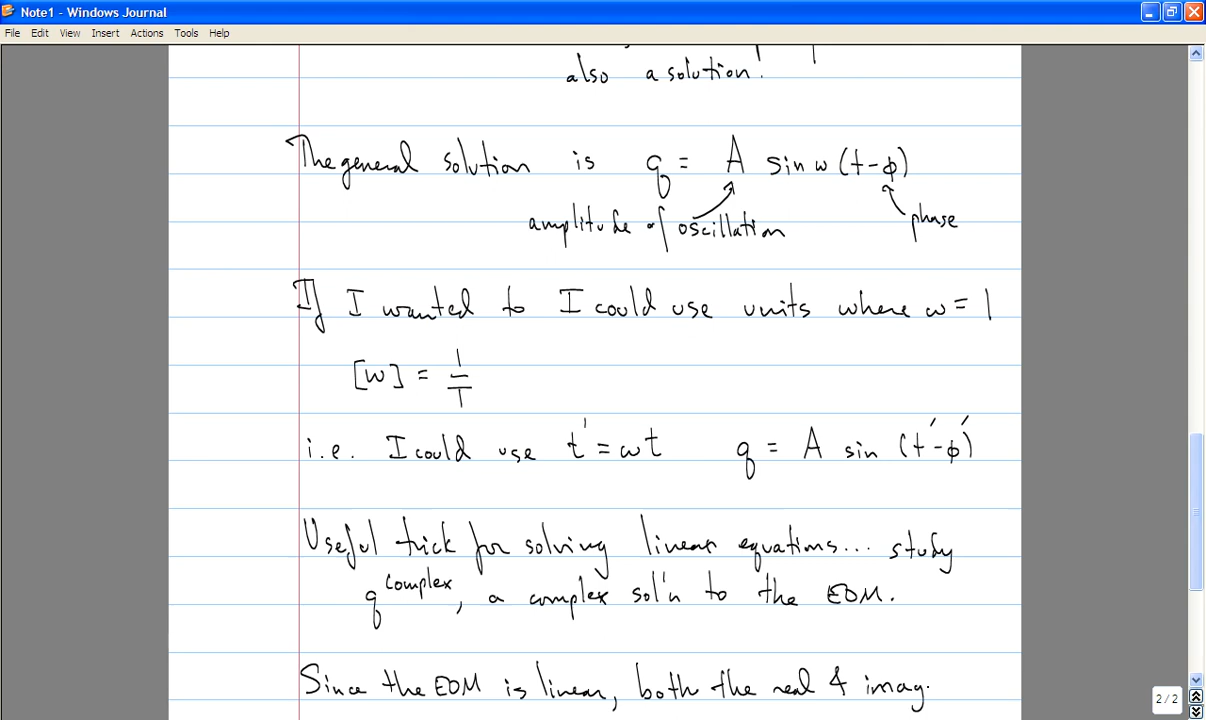 Note1 - Windows Journal
File Edit View Insert Actions Tools Help
also a solution!
The general solution is q = A sin ω (t-φ)
amplitude of oscillation phase
If I wanted to I could use units where ω = 1
[ω] = 1/T
i.e. I could use t' = ωt q = A sin (t'-φ')
Useful trick for solving linear equations... study
q^complex, a complex sol'n to the EOM.
Since the EOM is linear, both the real & imag.
2 / 2